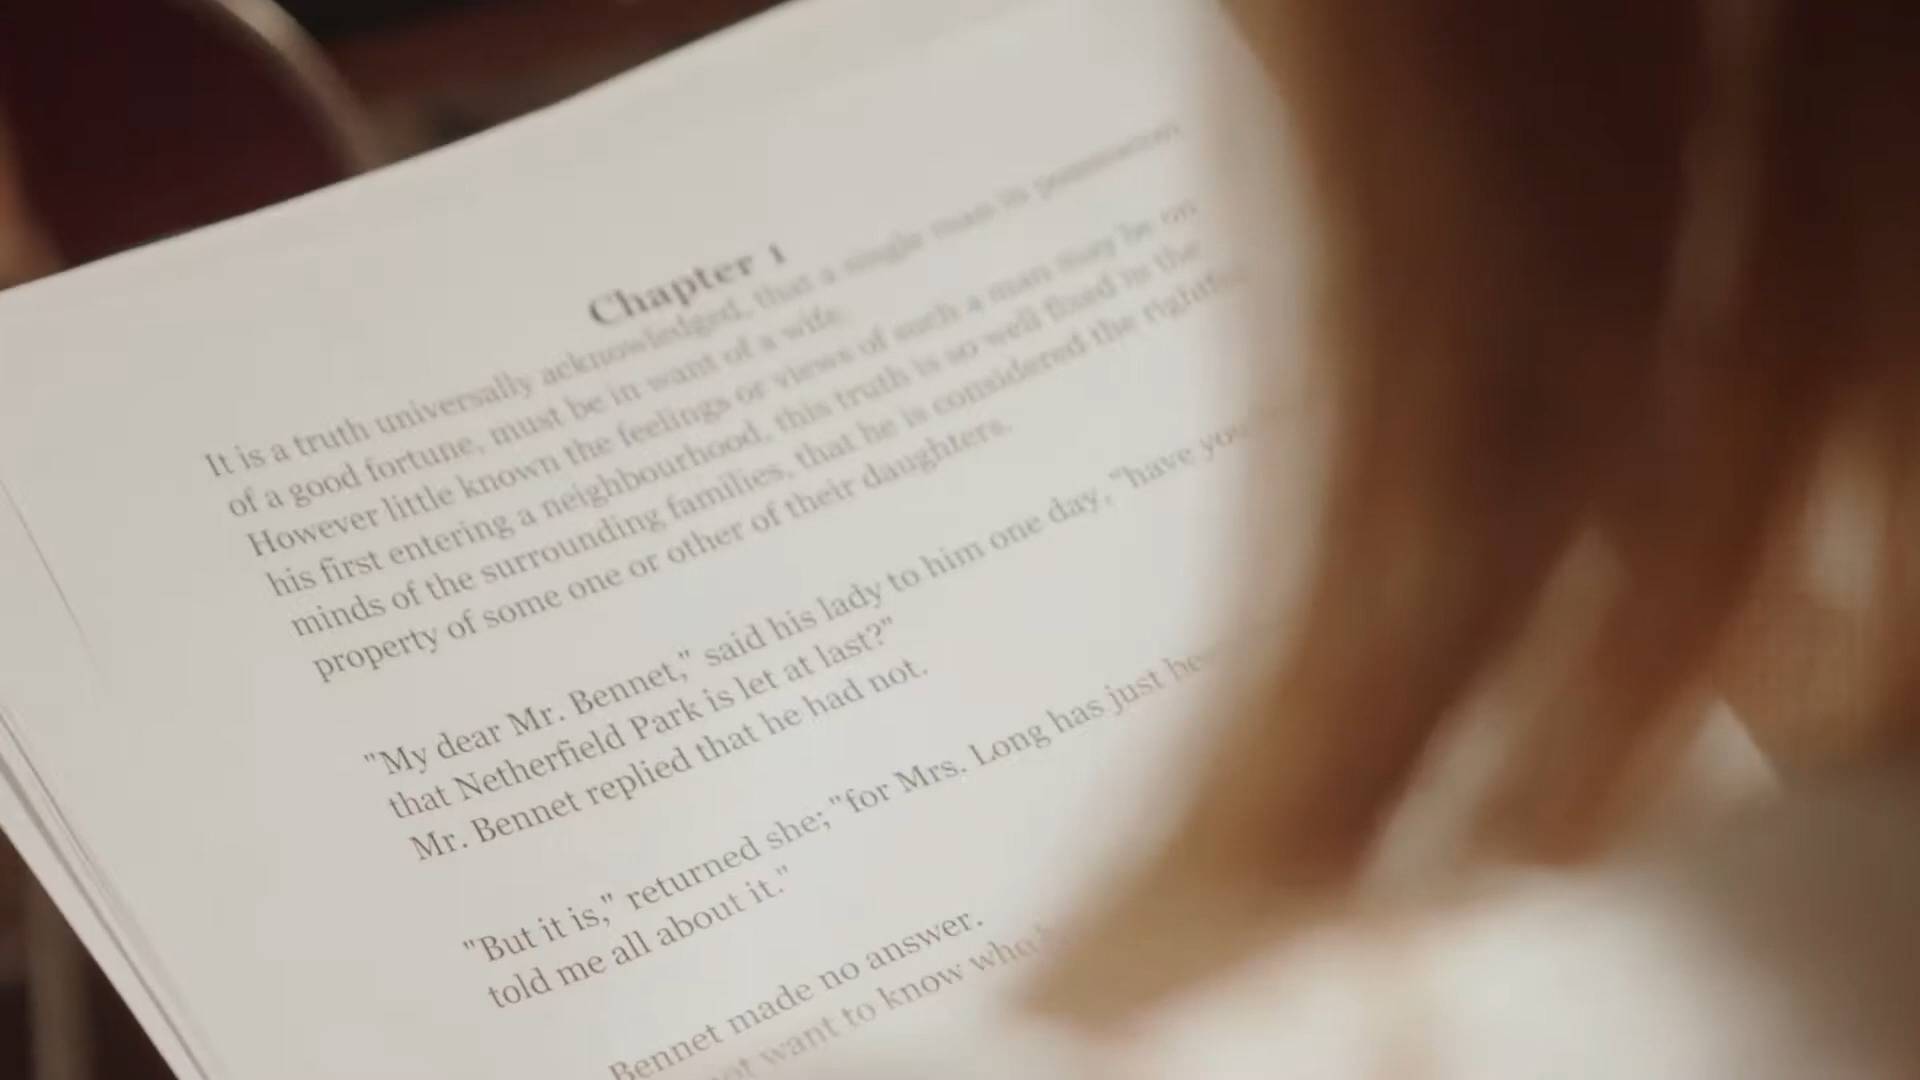 Chapter 1
It is a truth universally acknowledged, that a single man in possession
of a good fortune, must be in want of a wife.
However little known the feelings or views of such a man may be on
his first entering a neighbourhood, this truth is so well fixed in the
minds of the surrounding families, that he is considered the rightful
property of some one or other of their daughters.
"My dear Mr. Bennet," said his lady to him one day, "have you
that Netherfield Park is let at last?"
Mr. Bennet replied that he had not.
"But it is," returned she; "for Mrs. Long has just
told me all about it."
Bennet made no answer.
want to know who